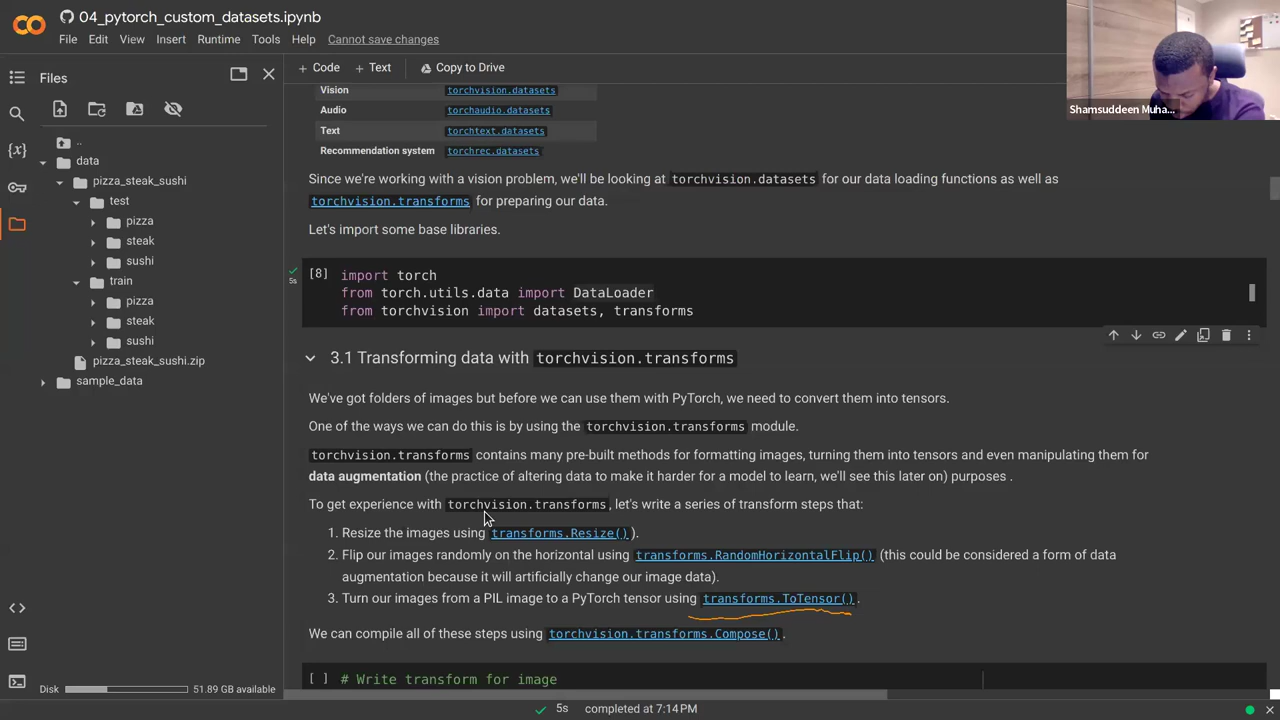 04_pytorch_custom_datasets.ipynb
File Edit View Insert Runtime Tools Help Cannot save changes
Files
+ Code + Text Copy to Drive
..
data
pizza_steak_sushi
test
pizza
steak
sushi
train
pizza
steak
sushi
pizza_steak_sushi.zip
sample_data
Disk 51.89 GB available
Vision torchvision.datasets
Audio torchaudio.datasets
Text torchtext.datasets
Recommendation system torchrec.datasets
Since we're working with a vision problem, we'll be looking at torchvision.datasets for our data loading functions as well as
torchvision.transforms for preparing our data.
Let's import some base libraries.
[8] import torch
5s
from torch.utils.data import DataLoader
from torchvision import datasets, transforms
3.1 Transforming data with torchvision.transforms
We've got folders of images but before we can use them with PyTorch, we need to convert them into tensors.
One of the ways we can do this is by using the torchvision.transforms module.
torchvision.transforms contains many pre-built methods for formatting images, turning them into tensors and even manipulating them for
data augmentation (the practice of altering data to make it harder for a model to learn, we'll see this later on) purposes .
To get experience with torchvision.transforms, let's write a series of transform steps that:
1. Resize the images using transforms.Resize()).
2. Flip our images randomly on the horizontal using transforms.RandomHorizontalFlip() (this could be considered a form of data
augmentation because it will artificially change our image data).
3. Turn our images from a PIL image to a PyTorch tensor using transforms.ToTensor().
We can compile all of these steps using torchvision.transforms.Compose().
[ ] # Write transform for image
5s completed at 7:14 PM
Shamsuddeen Muha...